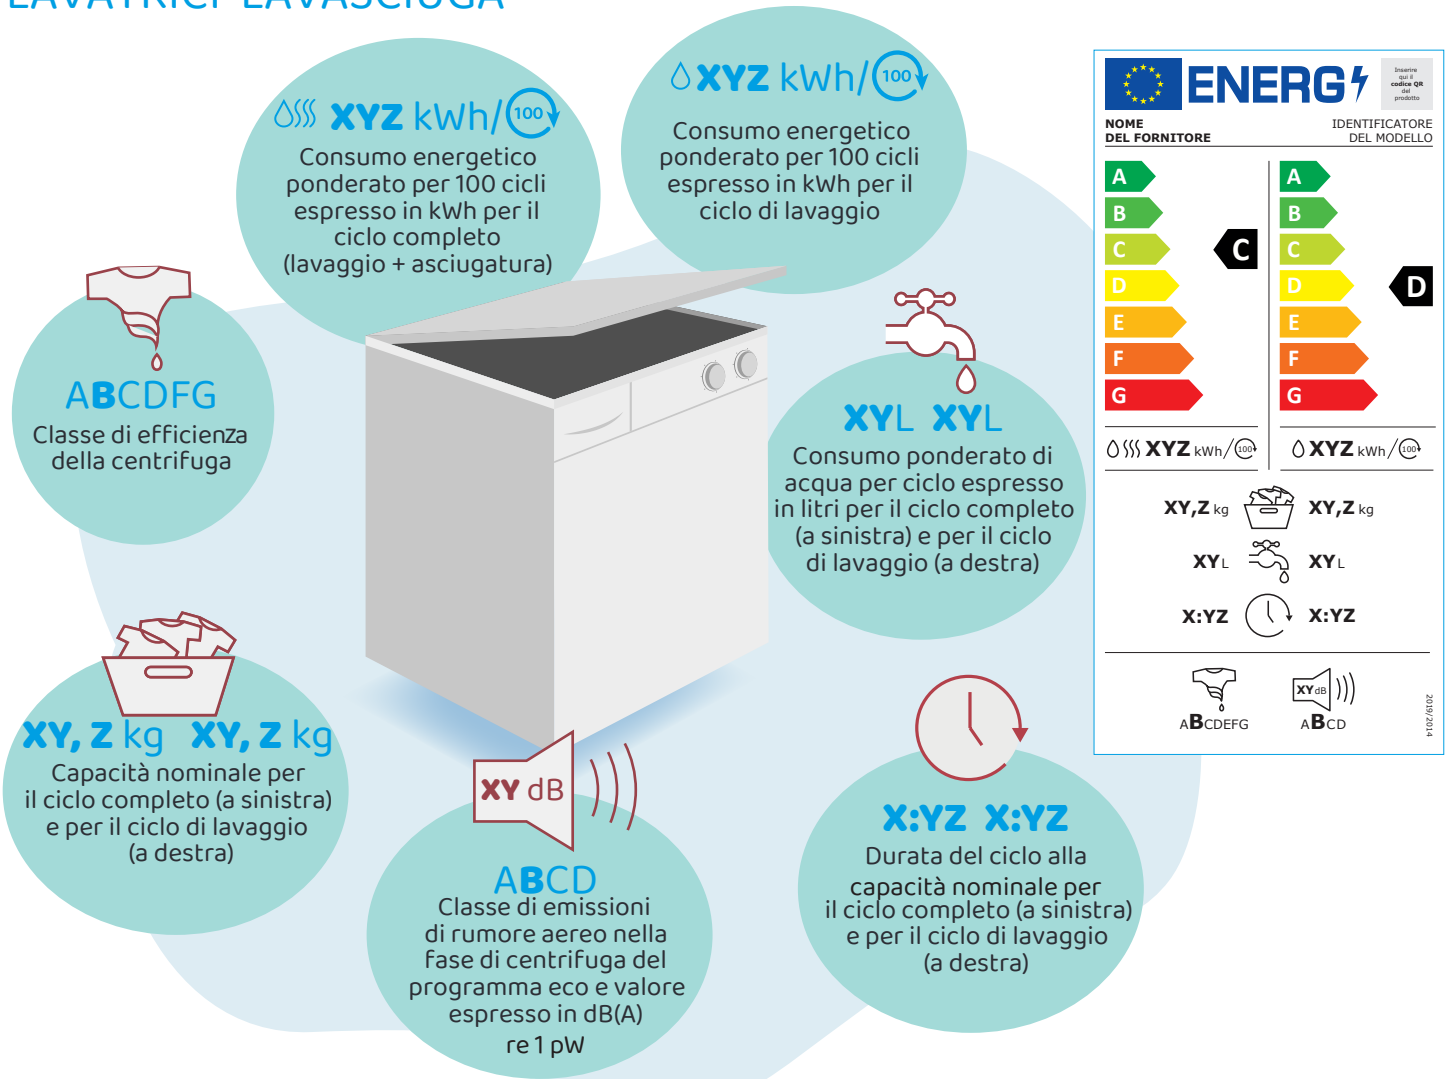 LAVATRICI-LAVASCIUGA
XYZ kWh/100
Consumo energetico
ponderato per 100 cicli
espresso in kWh per il
ciclo completo
(lavaggio + asciugatura)
XYZ kWh/100
Consumo energetico
ponderato per 100 cicli
espresso in kWh per il
ciclo di lavaggio
ABCDFG
Classe di efficienza
della centrifuga
XYL XYL
Consumo ponderato di
acqua per ciclo espresso
in litri per il ciclo completo
(a sinistra) e per il ciclo
di lavaggio (a destra)
XY, Z kg XY, Z kg
Capacità nominale per
il ciclo completo (a sinistra)
e per il ciclo di lavaggio
(a destra)
XY dB
ABCD
Classe di emissioni
di rumore aereo nella
fase di centrifuga del
programma eco e valore
espresso in dB(A)
re 1 pW
X:YZ X:YZ
Durata del ciclo alla
capacità nominale per
il ciclo completo (a sinistra)
e per il ciclo di lavaggio
(a destra)
ENERG
Inserire
qui il
codice QR
del
prodotto
NOME
DEL FORNITORE
IDENTIFICATORE
DEL MODELLO
A A
B B
C C C
D D D
E E
F F
G G
XYZ kWh/100 XYZ kWh/100
XY,Z kg XY,Z kg
XYL XYL
X:YZ X:YZ
XY dB
ABCDEFG ABCD
2019/2014